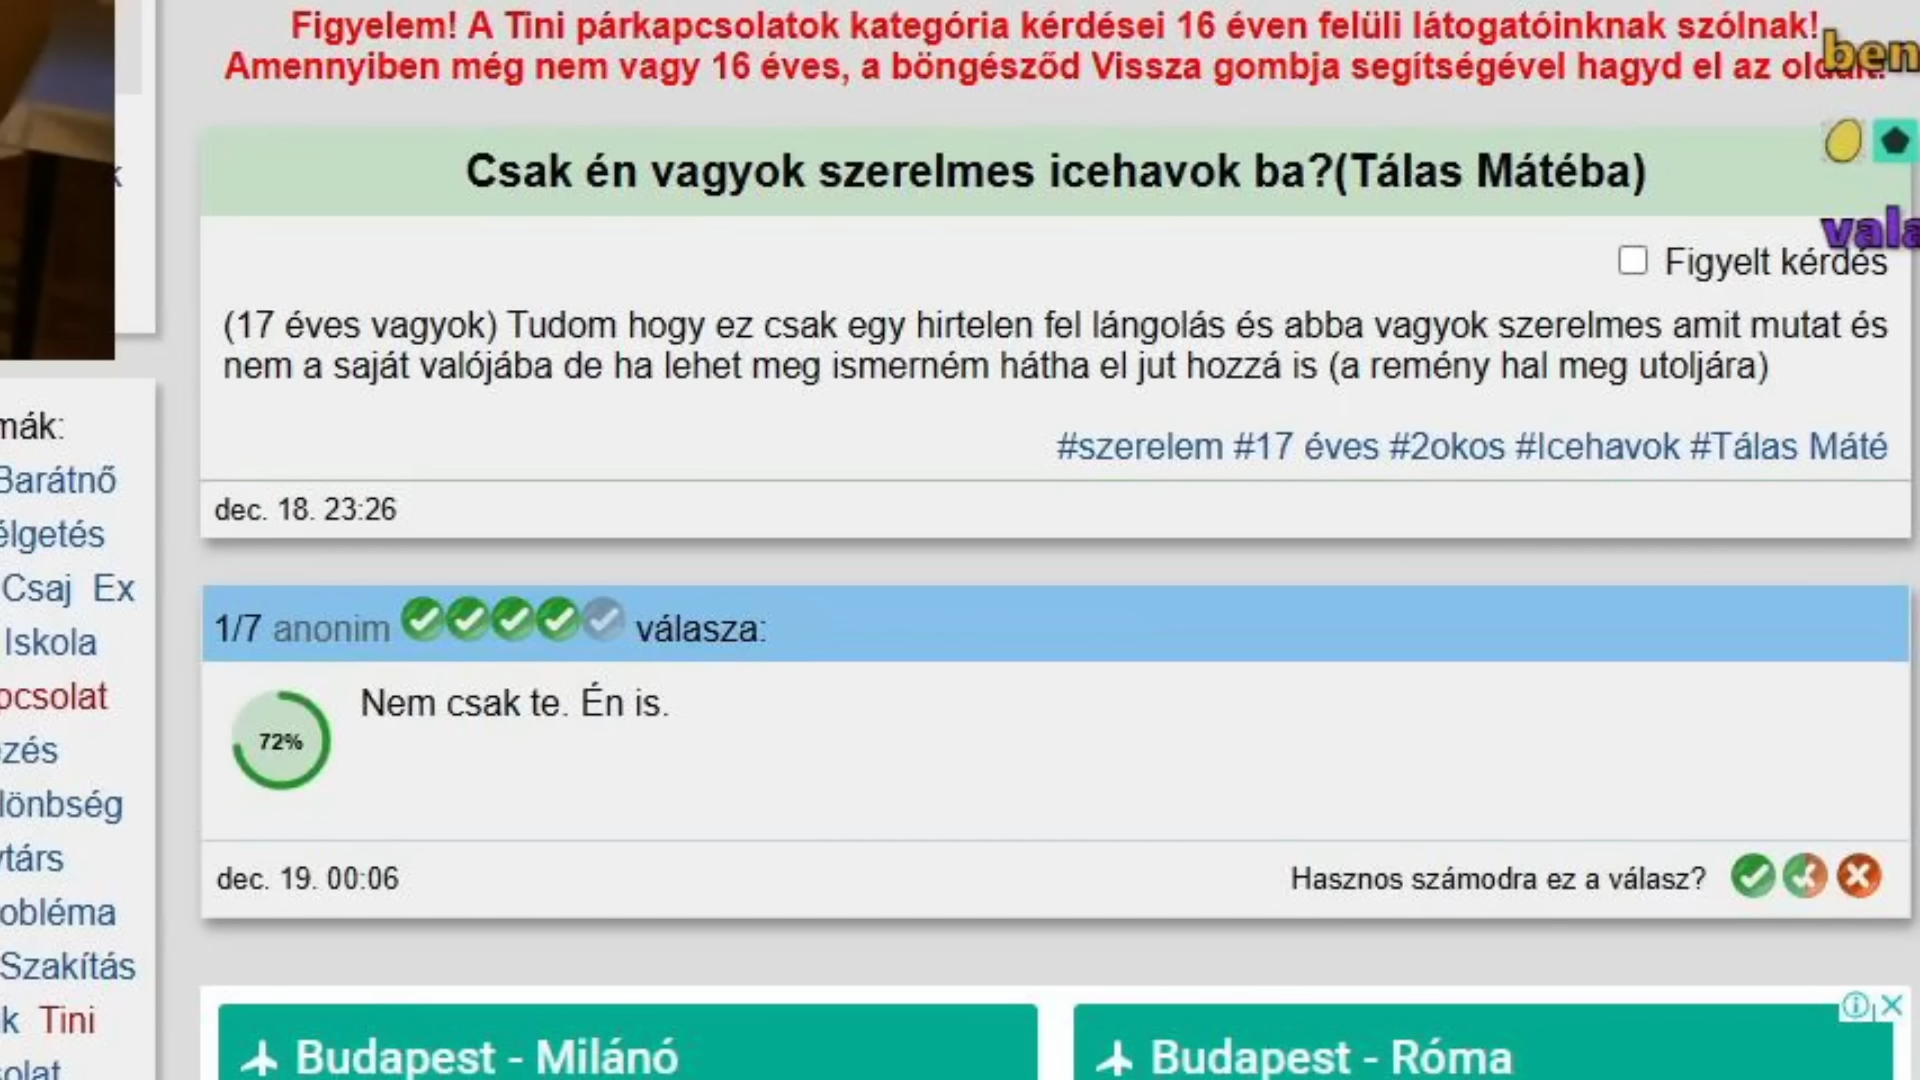 Figyelem! A Tini párkapcsolatok kategória kérdései 16 éven felüli látogatóinknak szólnak!
Amennyiben még nem vagy 16 éves, a böngésződ Vissza gombja segítségével hagyd el az
ben
Csak én vagyok szerelmes icehavok ba?(Tálas Mátéba)
vala
Figyelt kérdés
(17 éves vagyok) Tudom hogy ez csak egy hirtelen fel lángolás és abba vagyok szerelmes amit mutat és
nem a saját valójába de ha lehet meg ismerném hátha el jut hozzá is (a remény hal meg utoljára)
#szerelem #17 éves #2okos #Icehavok #Tálas Máté
dec. 18. 23:26
1/7 anonim válasza:
Nem csak te. Én is.
72%
dec. 19. 00:06
Hasznos számodra ez a válasz?
Budapest - Milánó
Budapest - Róma
mák:
Barátnő
élgetés
Csaj Ex
Iskola
pcsolat
zés
lönbség
társ
obléma
Szakítás
k Tini
solat